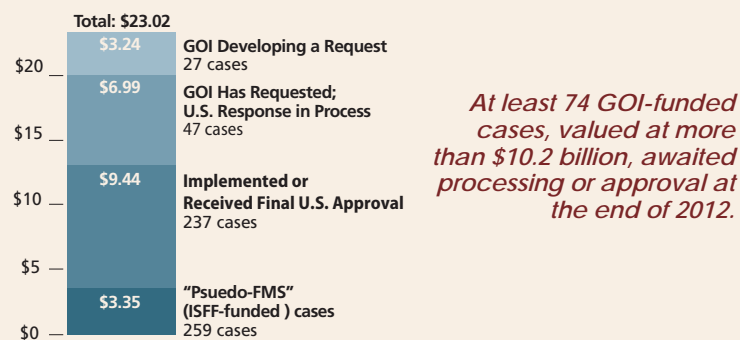 Total: $23.02
$3.24
GOI Developing a Request
27 cases
$20
$6.99
GOI Has Requested;
U.S. Response in Process
47 cases
$15
$9.44
Implemented or
Received Final U.S. Approval
237 cases
$10
$5
$3.35
“Psuedo-FMS”
(ISFF-funded ) cases
259 cases
$0
At least 74 GOI-funded
cases, valued at more
than $10.2 billion, awaited
processing or approval at
the end of 2012.